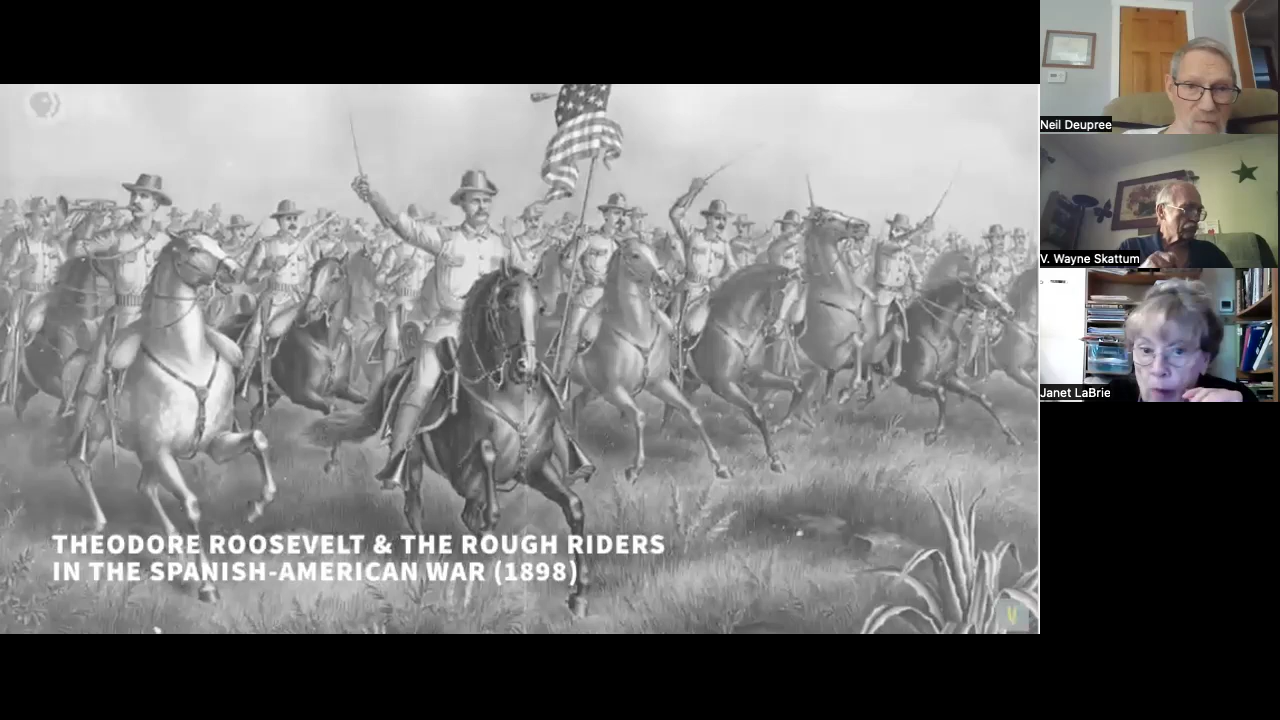 THEODORE ROOSEVELT & THE ROUGH RIDERS
IN THE SPANISH-AMERICAN WAR (1898)
Neil Deupree
V. Wayne Skattum
Janet LaBrie